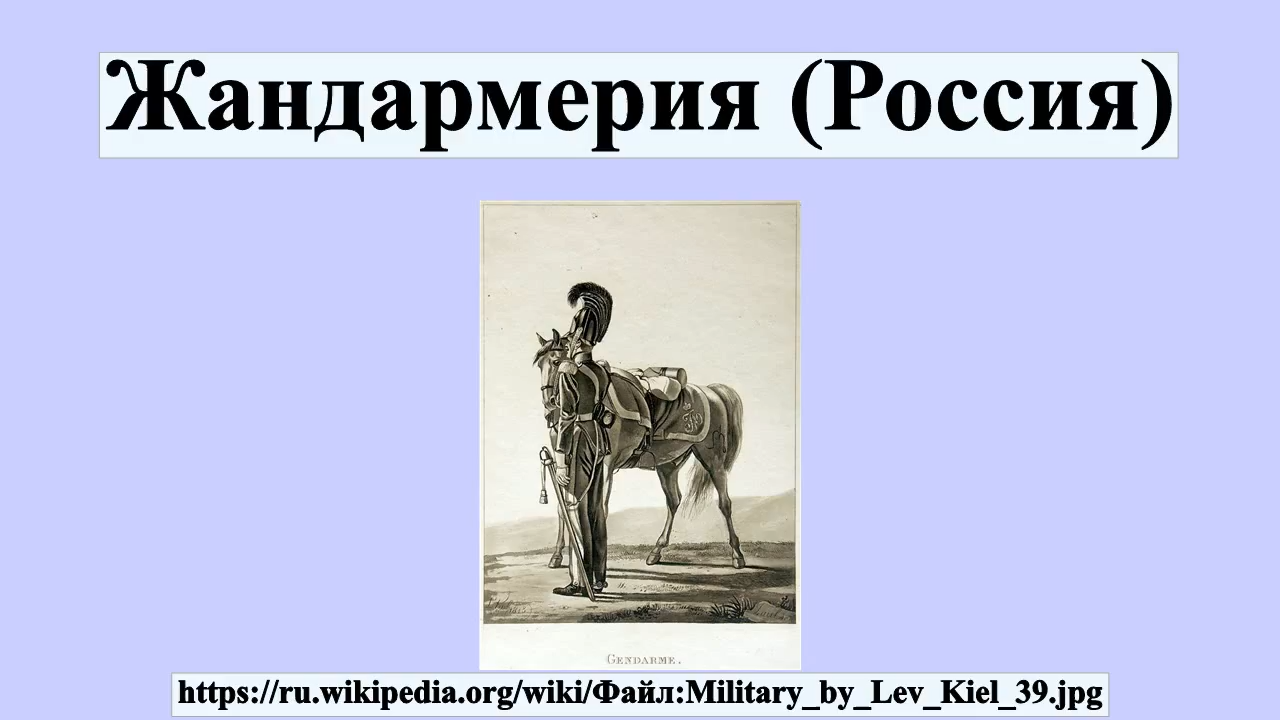 Жандармерия (Россия)
GENDARME.
https://ru.wikipedia.org/wiki/Файл:Military_by_Lev_Kiel_39.jpg